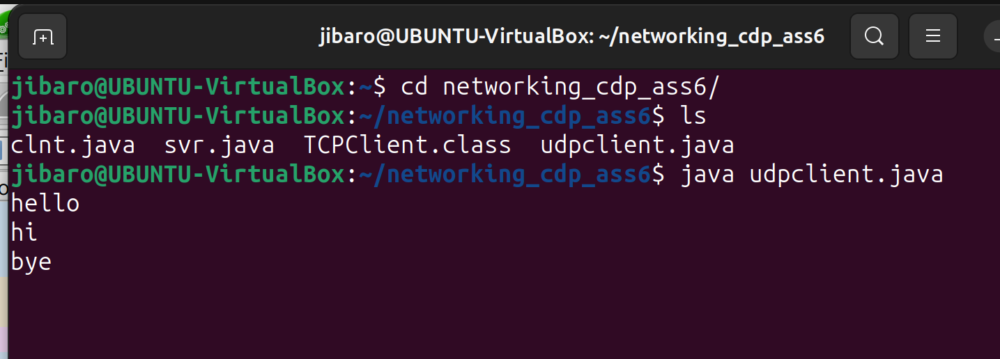 jibaro@UBUNTU-VirtualBox: ~/networking_cdp_ass6
jibaro@UBUNTU-VirtualBox:~$ cd networking_cdp_ass6/
jibaro@UBUNTU-VirtualBox:~/networking_cdp_ass6$ ls
clnt.java  svr.java  TCPClient.class  udpclient.java
jibaro@UBUNTU-VirtualBox:~/networking_cdp_ass6$ java udpclient.java
hello
hi
bye